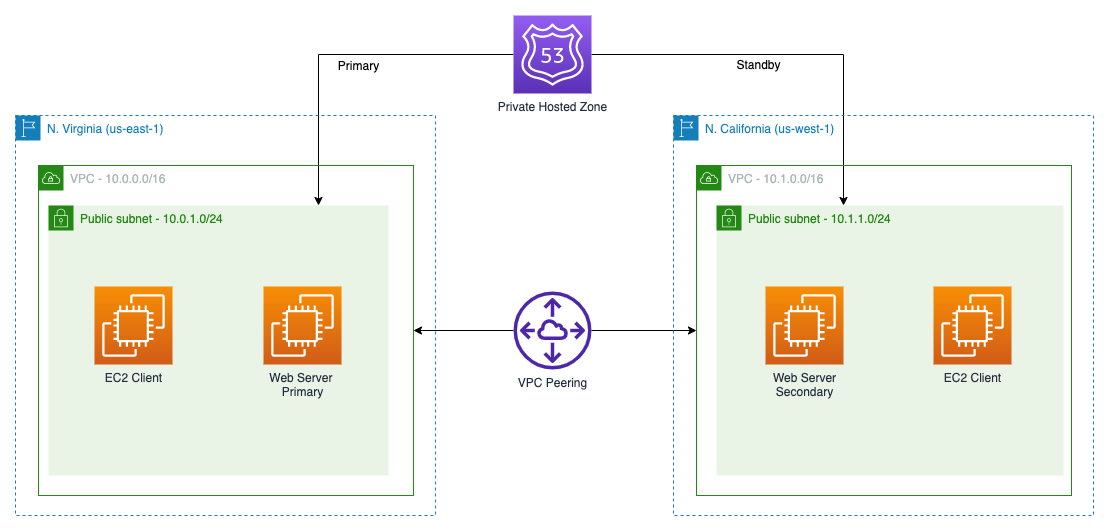 53
Primary
Standby
Private Hosted Zone
N. Virginia (us-east-1)
N. California (us-west-1)
VPC - 10.0.0.0/16
VPC - 10.1.0.0/16
Public subnet - 10.0.1.0/24
Public subnet - 10.1.1.0/24
EC2 Client
Web Server
Primary
VPC Peering
Web Server
Secondary
EC2 Client